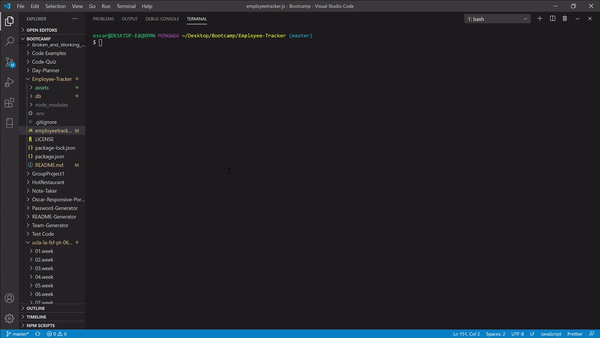 File Edit Selection View Go Run Terminal Help
employeetracker.js - Bootcamp - Visual Studio Code
EXPLORER
OPEN EDITORS
BOOTCAMP
Broken_and_Working_...
Code Examples
Code-Quiz
Day-Planner
Employee-Tracker
assets
db
node_modules
.env
.gitignore
JS employeetrack... M
LICENSE
{} package-lock.json
{} package.json
README.md M
GroupProject1
HotRestaurant
Note-Taker
Oscar-Responsive-Por...
Password-Generator
README-Generator
Team-Generator
Test Code
ucla-la-fsf-pt-06...
01.week
02.week
03.week
04.week
05.week
06.week
07.week
OUTLINE
TIMELINE
NPM SCRIPTS
PROBLEMS OUTPUT DEBUG CONSOLE TERMINAL
1: bash
MINGW64 ~/Desktop/Bootcamp/Employee-Tracker (master)
$
master* 0 0
Ln 151, Col 2 Spaces: 2 UTF-8 LF JavaScript Prettier